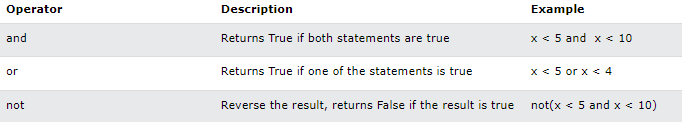 Operator Description Example
and Returns True if both statements are true x < 5 and  x < 10
or Returns True if one of the statements is true x < 5 or x < 4
not Reverse the result, returns False if the result is true not(x < 5 and x < 10)